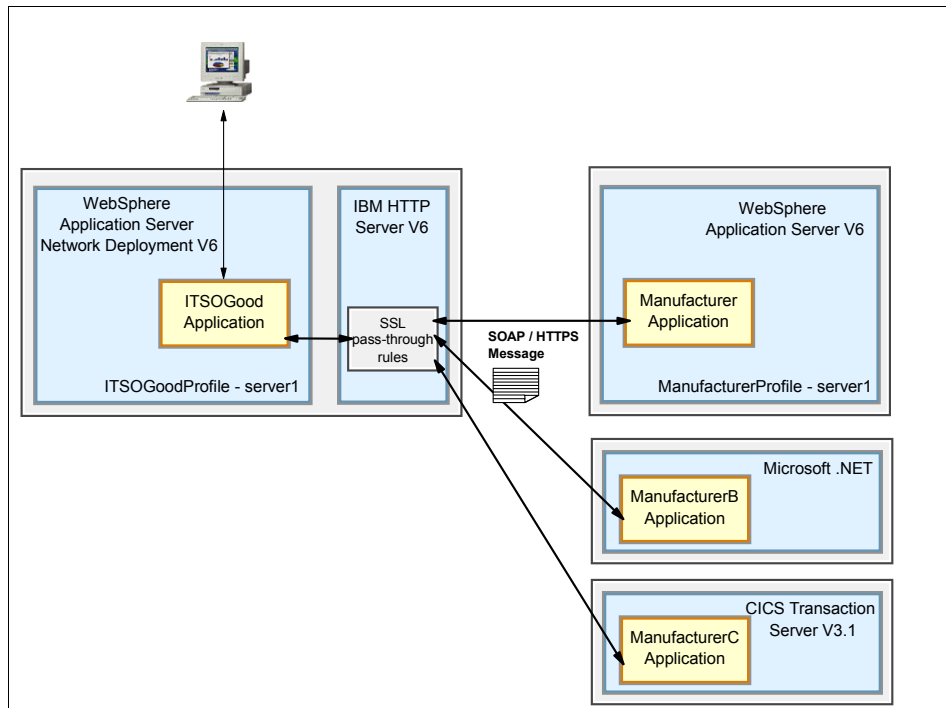 WebSphere
Application Server
Network Deployment V6
ITSOGood
Application
ITSOGoodProfile - server1
IBM HTTP
Server V6
SSL
pass-through
rules
SOAP / HTTPS
Message
WebSphere
Application Server V6
Manufacturer
Application
ManufacturerProfile - server1
Microsoft .NET
ManufacturerB
Application
CICS Transaction
Server V3.1
ManufacturerC
Application